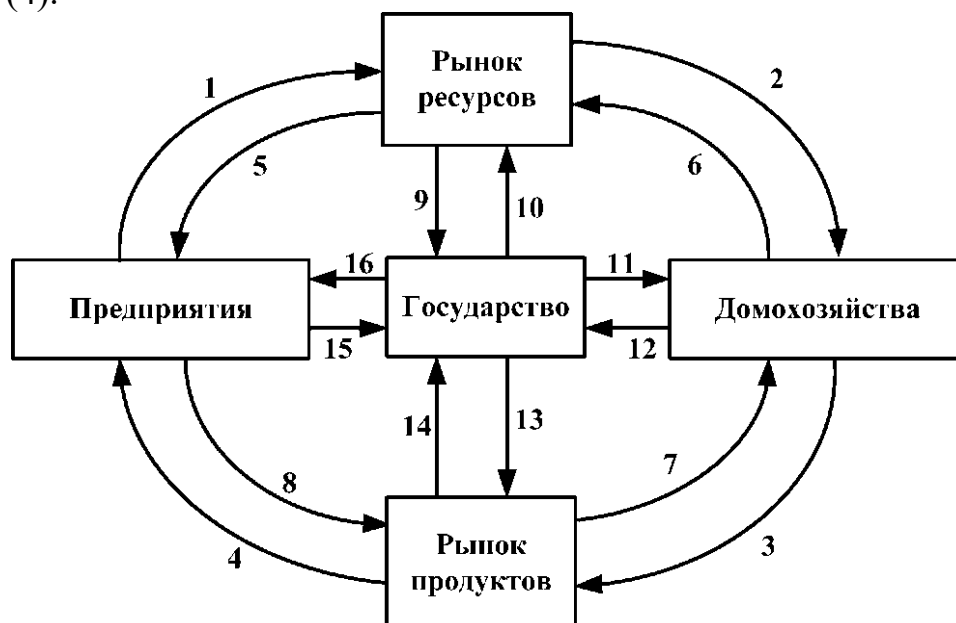 (4).
Рынок
ресурсов
1
2
5
6
9
10
16
11
Предприятия
Государство
Домохозяйства
15
12
14
13
8
7
4
3
Рынок
продуктов